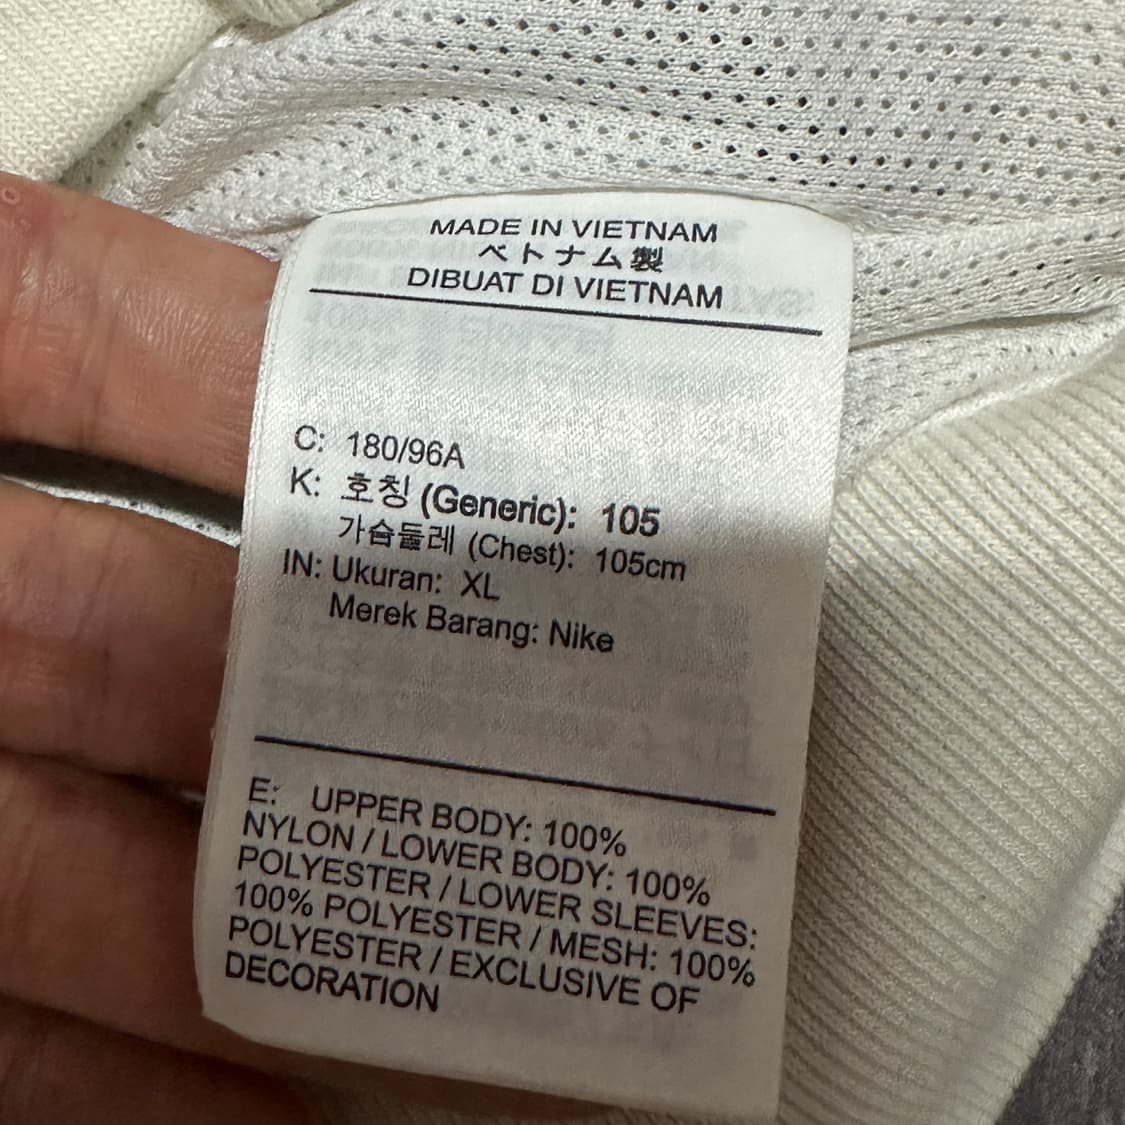 MADE IN VIETNAM
ベトナム製
DIBUAT DI VIETNAM
C: 180/96A
K: 호칭 (Generic): 105
가슴둘레 (Chest): 105cm
IN: Ukuran: XL
Merek Barang: Nike
E: UPPER BODY: 100%
NYLON / LOWER BODY: 100%
POLYESTER / LOWER SLEEVES:
100% POLYESTER / MESH: 100%
POLYESTER / EXCLUSIVE OF
DECORATION